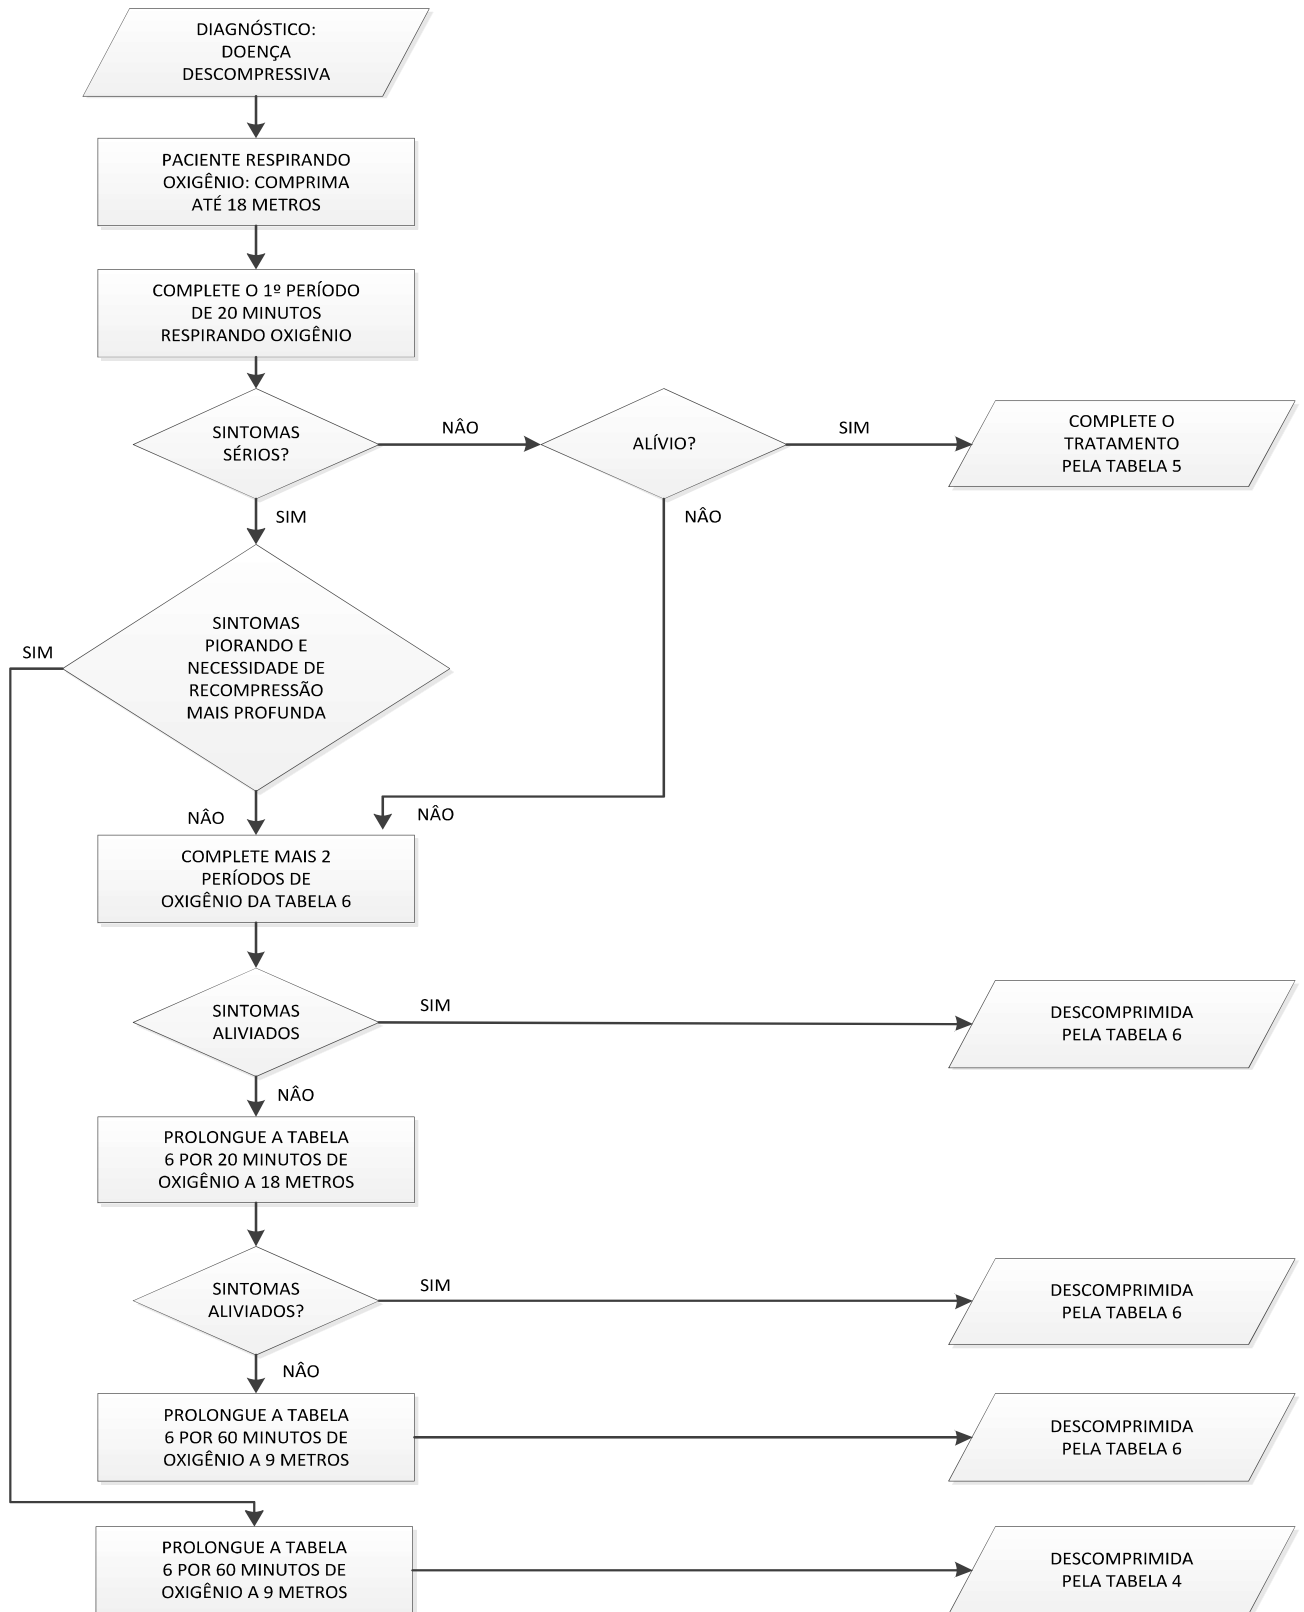 DIAGNÓSTICO:
DOENÇA
DESCOMPRESSIVA
PACIENTE RESPIRANDO
OXIGÊNIO: COMPRIMA
ATÉ 18 METROS
COMPLETE O 1º PERÍODO
DE 20 MINUTOS
RESPIRANDO OXIGÊNIO
SINTOMAS
SÉRIOS?
NÂO
ALÍVIO?
SIM
COMPLETE O
TRATAMENTO
PELA TABELA 5
SIM
NÂO
SINTOMAS
PIORANDO E
NECESSIDADE DE
RECOMPRESSÃO
MAIS PROFUNDA
SIM
NÂO
NÂO
COMPLETE MAIS 2
PERÍODOS DE
OXIGÊNIO DA TABELA 6
SINTOMAS
ALIVIADOS
SIM
DESCOMPRIMIDA
PELA TABELA 6
NÂO
PROLONGUE A TABELA
6 POR 20 MINUTOS DE
OXIGÊNIO A 18 METROS
SINTOMAS
ALIVIADOS?
SIM
DESCOMPRIMIDA
PELA TABELA 6
NÂO
PROLONGUE A TABELA
6 POR 60 MINUTOS DE
OXIGÊNIO A 9 METROS
DESCOMPRIMIDA
PELA TABELA 6
PROLONGUE A TABELA
6 POR 60 MINUTOS DE
OXIGÊNIO A 9 METROS
DESCOMPRIMIDA
PELA TABELA 4